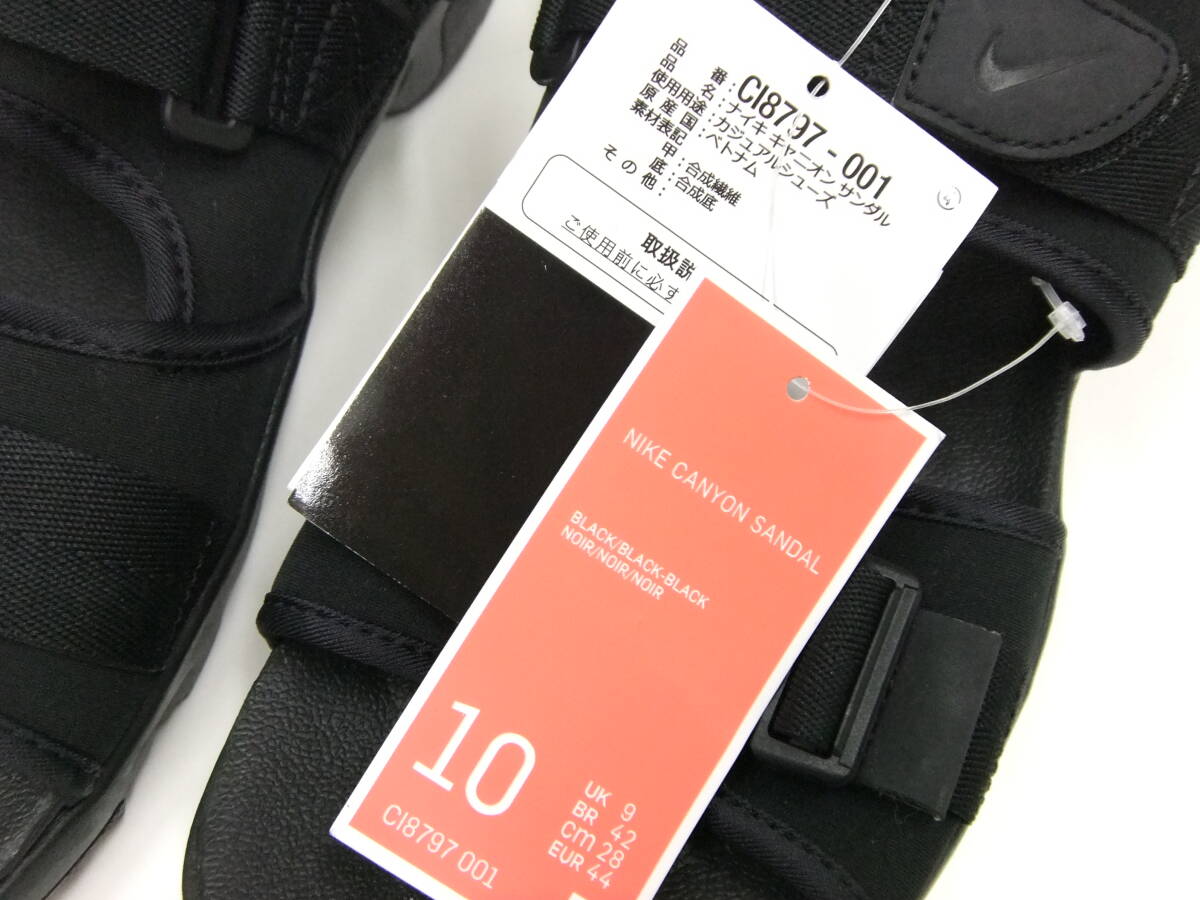 品 番：CI8797-001
品 名：ナイキ キャニオン サンダル
使用用途：カジュアルシューズ
原産国：ベトナム
素材表記
甲：合成繊維
底：合成底
その他：
取扱説
ご使用前に必ず
NIKE CANYON SANDAL
BLACK/BLACK-BLACK
NOIR/NOIR/NOIR
10
UK 9
BR 42
cm 28
EUR 44
CI8797 001